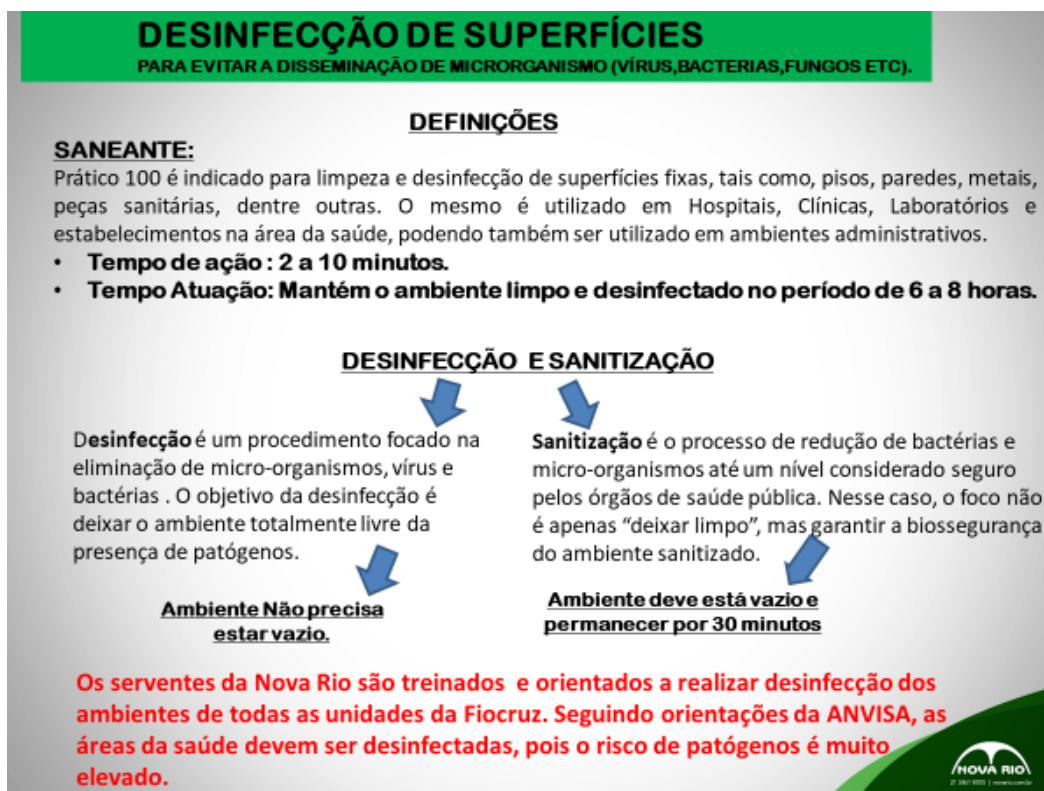 DESINFECÇÃO DE SUPERFÍCIES
PARA EVITAR A DISSEMINAÇÃO DE MICRORGANISMO (VÍRUS,BACTERIAS,FUNGOS ETC).
DEFINIÇÕES
SANEANTE:
Prático 100 é indicado para limpeza e desinfecção de superfícies fixas, tais como, pisos, paredes, metais,
peças sanitárias, dentre outras. O mesmo é utilizado em Hospitais, Clínicas, Laboratórios e
estabelecimentos na área da saúde, podendo também ser utilizado em ambientes administrativos.
• Tempo de ação : 2 a 10 minutos.
• Tempo Atuação: Mantém o ambiente limpo e desinfectado no período de 6 a 8 horas.
DESINFECÇÃO E SANITIZAÇÃO
Desinfecção é um procedimento focado na
eliminação de micro-organismos, vírus e
bactérias . O objetivo da desinfecção é
deixar o ambiente totalmente livre da
presença de patógenos.
Ambiente Não precisa
estar vazio.
Sanitização é o processo de redução de bactérias e
micro-organismos até um nível considerado seguro
pelos órgãos de saúde pública. Nesse caso, o foco não
é apenas “deixar limpo”, mas garantir a biossegurança
do ambiente sanitizado.
Ambiente deve está vazio e
permanecer por 30 minutos
Os serventes da Nova Rio são treinados e orientados a realizar desinfecção dos
ambientes de todas as unidades da Fiocruz. Seguindo orientações da ANVISA, as
áreas da saúde devem ser desinfectadas, pois o risco de patógenos é muito
elevado.
NOVA RIO